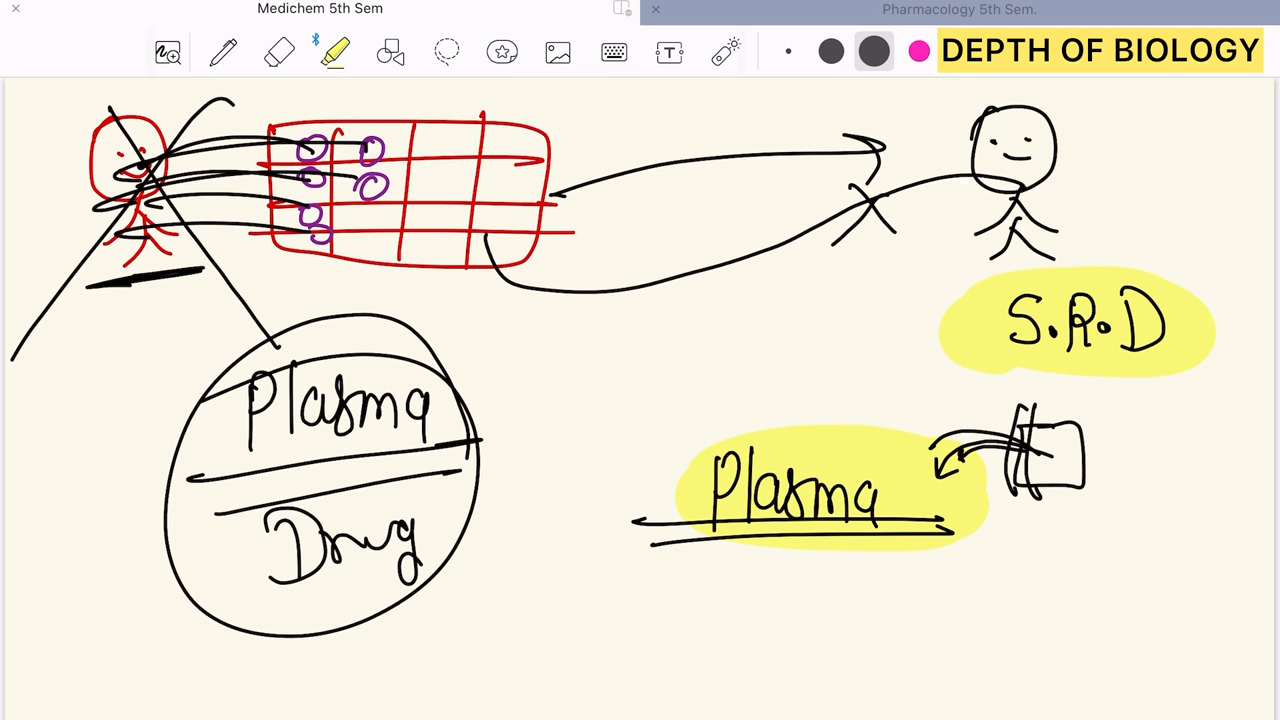 Medichem 5th Sem
Pharmacology 5th Sem.
DEPTH OF BIOLOGY
S.R.D
Plasma
Drug
Plasma